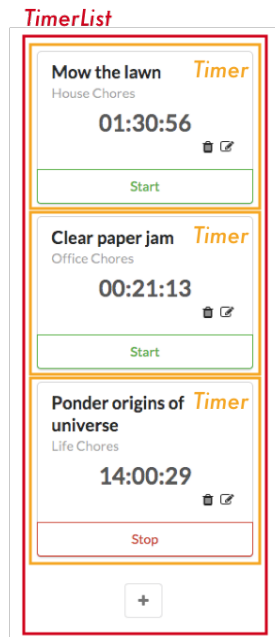 TimerList
Mow the lawn Timer
House Chores
01:30:56
Start
Clear paper jam Timer
Office Chores
00:21:13
Start
Ponder origins of Timer
universe
Life Chores
14:00:29
Stop
+